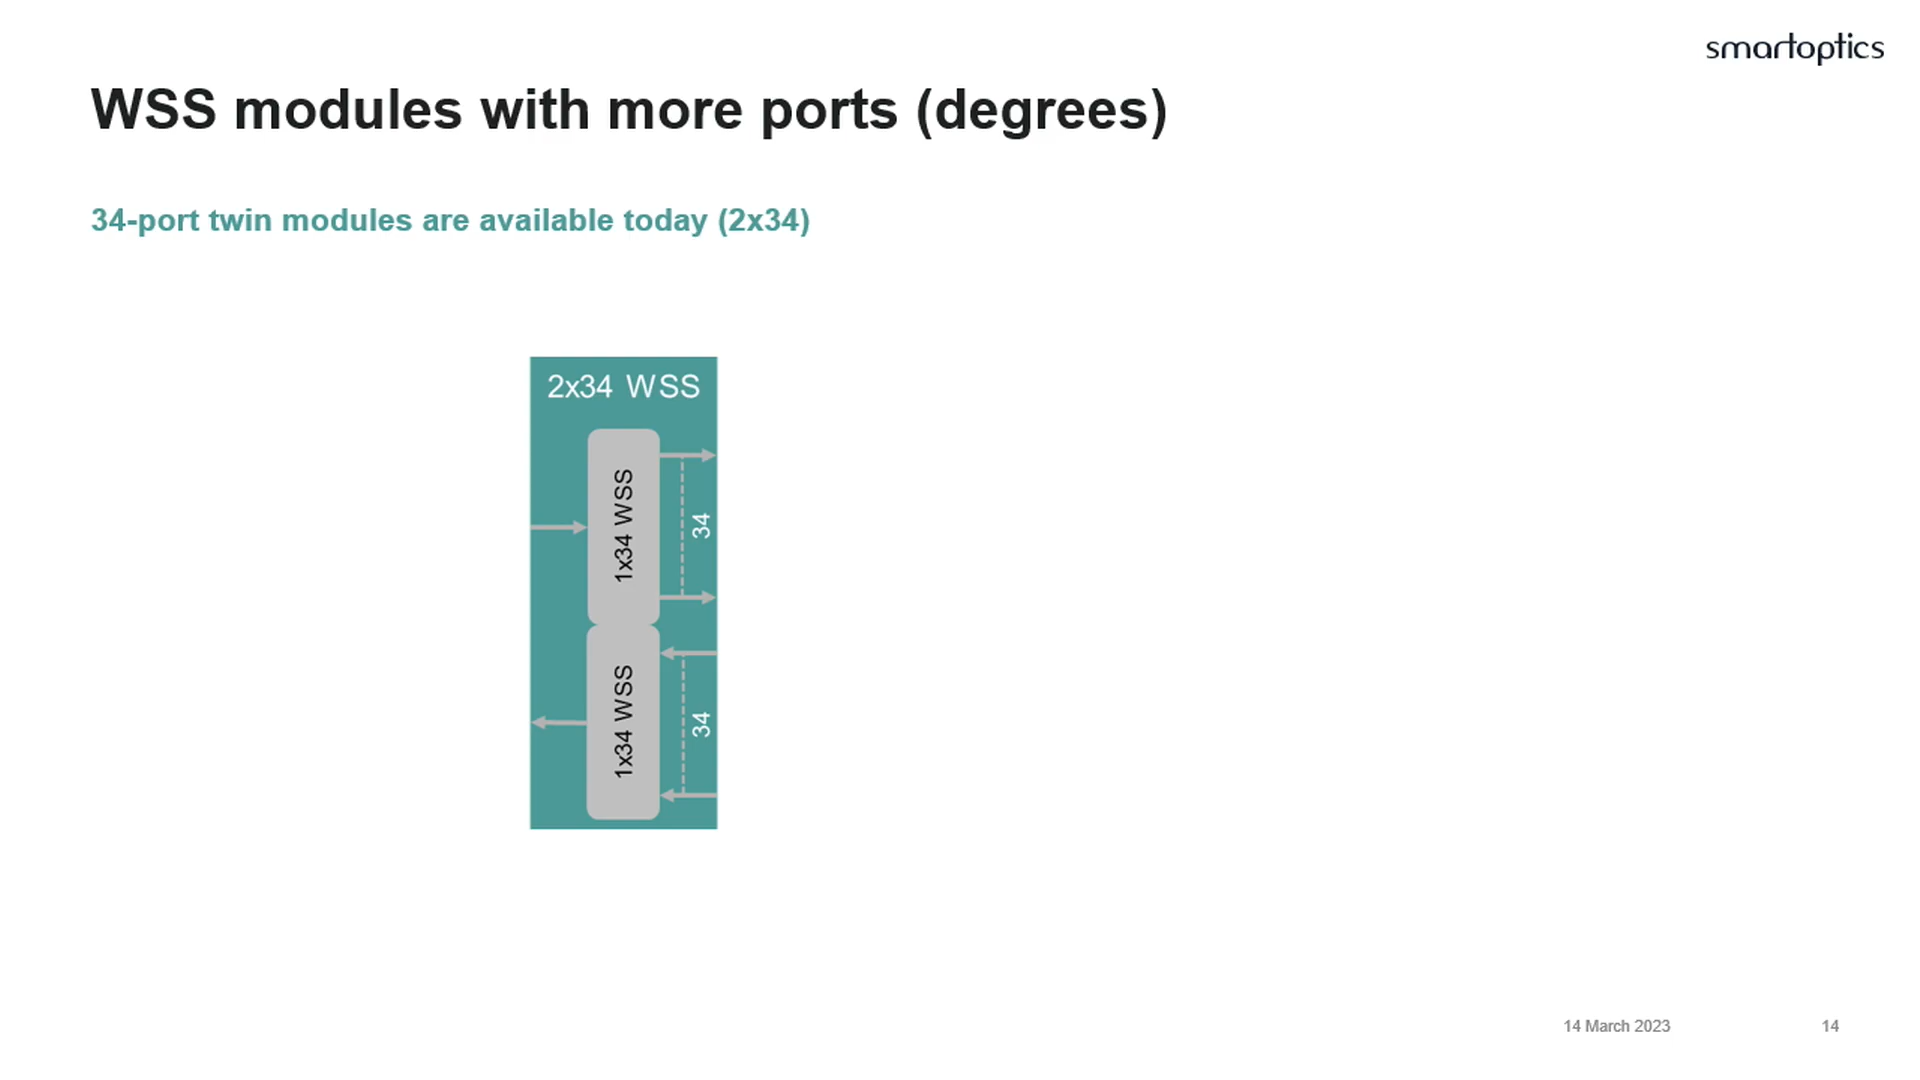 smartoptics
WSS modules with more ports (degrees)
34-port twin modules are available today (2x34)
2x34 WSS
1x34 WSS
34
1x34 WSS
34
14 March 2023
14